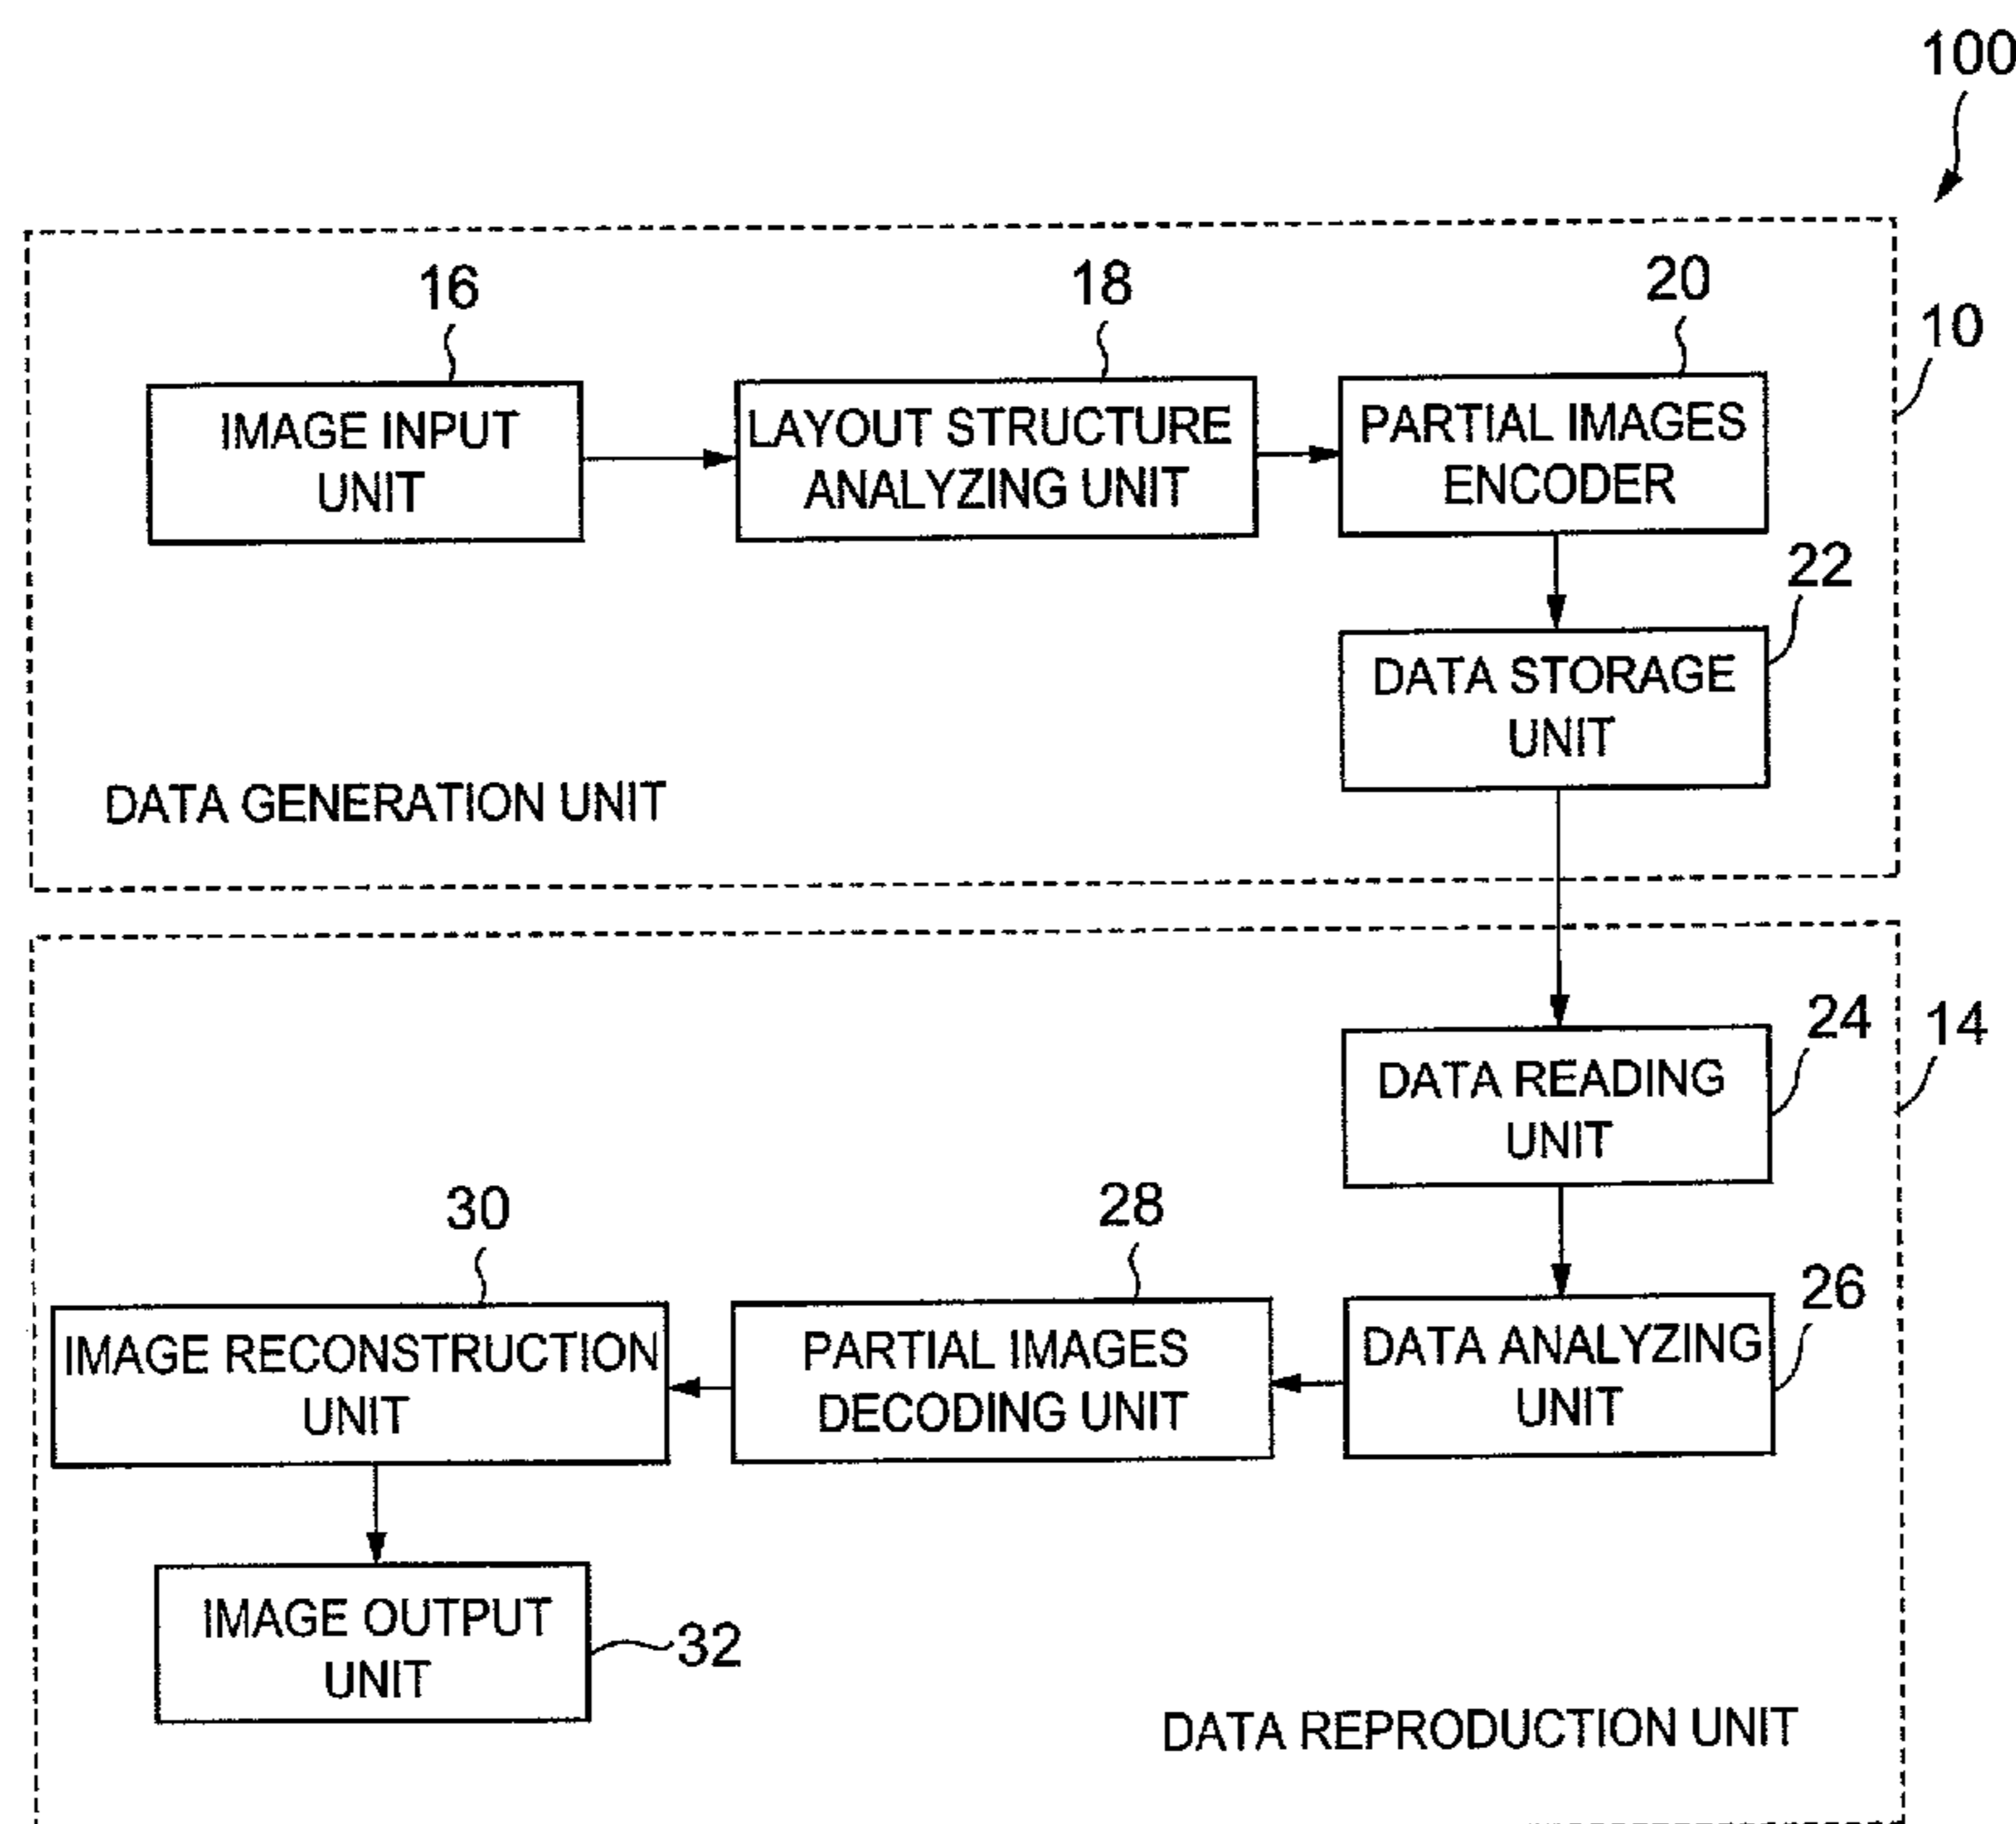 100
16
18
20
10
IMAGE INPUT
UNIT
LAYOUT STRUCTURE
ANALYZING UNIT
PARTIAL IMAGES
ENCODER
22
DATA STORAGE
UNIT
DATA GENERATION UNIT
24
14
DATA READING
UNIT
30
28
26
IMAGE RECONSTRUCTION
UNIT
PARTIAL IMAGES
DECODING UNIT
DATA ANALYZING
UNIT
IMAGE OUTPUT
UNIT
32
DATA REPRODUCTION UNIT